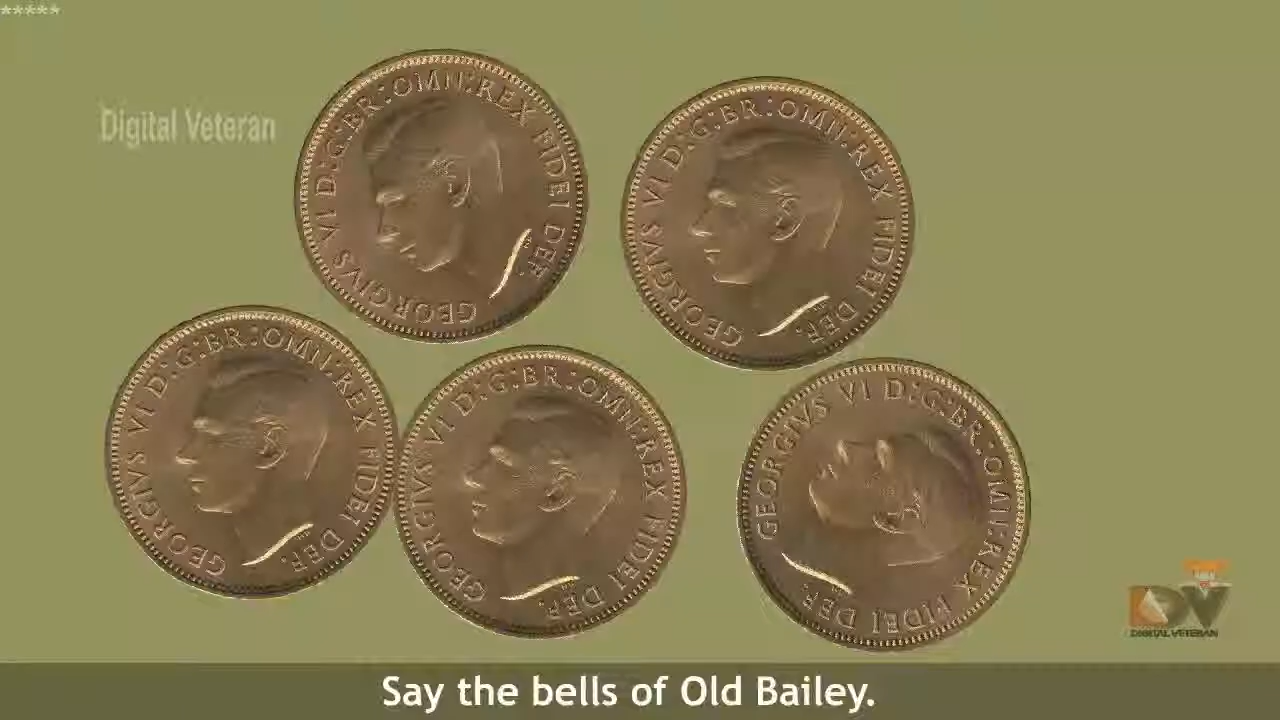 *****
Digital Veteran
GEORGIVS VI D:G:BR:OMN:REX FIDEI DEF.
GEORGIVS VI D:G:BR:OMN:REX FIDEI DEF.
GEORGIVS VI D:G:BR:OMN:REX FIDEI DEF.
GEORGIVS VI D:G:BR:OMN:REX FIDEI DEF.
GEORGIVS VI D:G:BR:OMN:REX FIDEI DEF.
DV
DIGITAL VETERAN
Say the bells of Old Bailey.